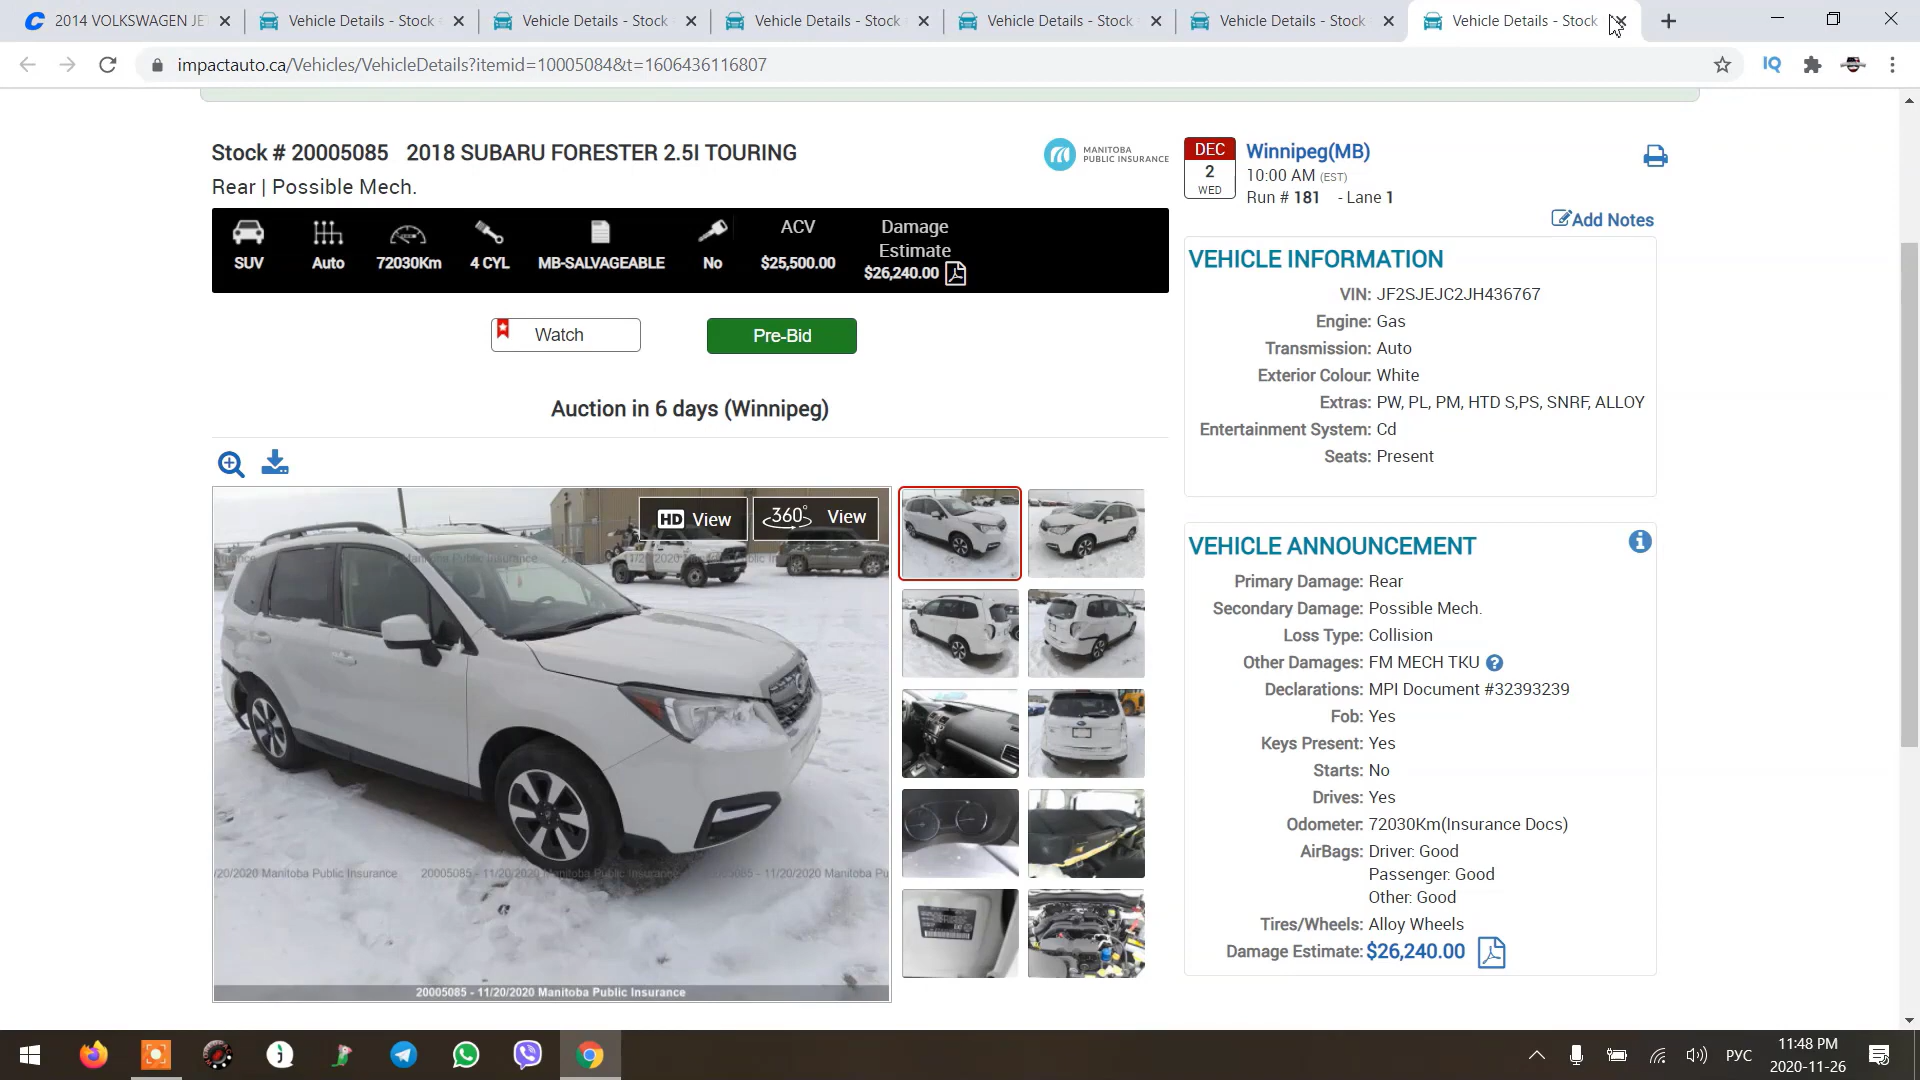 2014 VOLKSWAGEN JE
Vehicle Details - Stock
Vehicle Details - Stock
Vehicle Details - Stock
Vehicle Details - Stock
Vehicle Details - Stock
Vehicle Details - Stock
impactauto.ca/Vehicles/VehicleDetails?itemid=10005084&t=1606436116807
IQ
Stock # 20005085 2018 SUBARU FORESTER 2.5I TOURING
Rear | Possible Mech.
MANITOBA
PUBLIC INSURANCE
SUV
Auto
72030Km
4 CYL
MB-SALVAGEABLE
No
ACV
$25,500.00
Damage
Estimate
$26,240.00
Watch
Pre-Bid
Auction in 6 days (Winnipeg)
HD View
360° View
20005085 - 11/20/2020 Manitoba Public Insurance
/20/2020 Manitoba Public Insurance
DEC
2
WED
Winnipeg(MB)
10:00 AM (EST)
Run # 181 - Lane 1
Add Notes
VEHICLE INFORMATION
VIN: JF2SJEJC2JH436767
Engine: Gas
Transmission: Auto
Exterior Colour: White
Extras: PW, PL, PM, HTD S,PS, SNRF, ALLOY
Entertainment System: Cd
Seats: Present
VEHICLE ANNOUNCEMENT
Primary Damage: Rear
Secondary Damage: Possible Mech.
Loss Type: Collision
Other Damages: FM MECH TKU
Declarations: MPI Document #32393239
Fob: Yes
Keys Present: Yes
Starts: No
Drives: Yes
Odometer: 72030Km(Insurance Docs)
AirBags: Driver: Good
Passenger: Good
Other: Good
Tires/Wheels: Alloy Wheels
Damage Estimate: $26,240.00
РУС
11:48 PM
2020-11-26